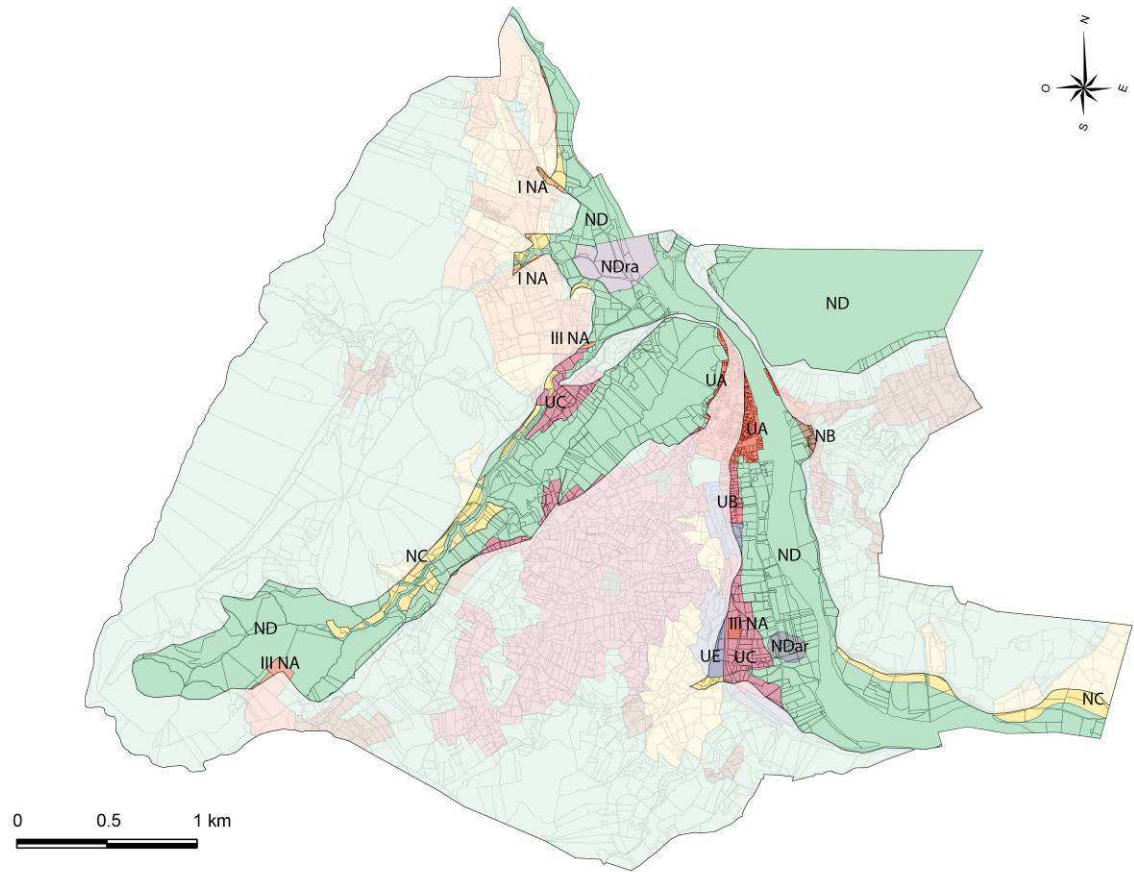 N
O
E
S
I NA
ND
NDra
I NA
ND
III NA
UA
UC
UA
NB
UB
NC
ND
ND
III NA
III NA
NDar
UE
UC
NC
0 0.5 1 km